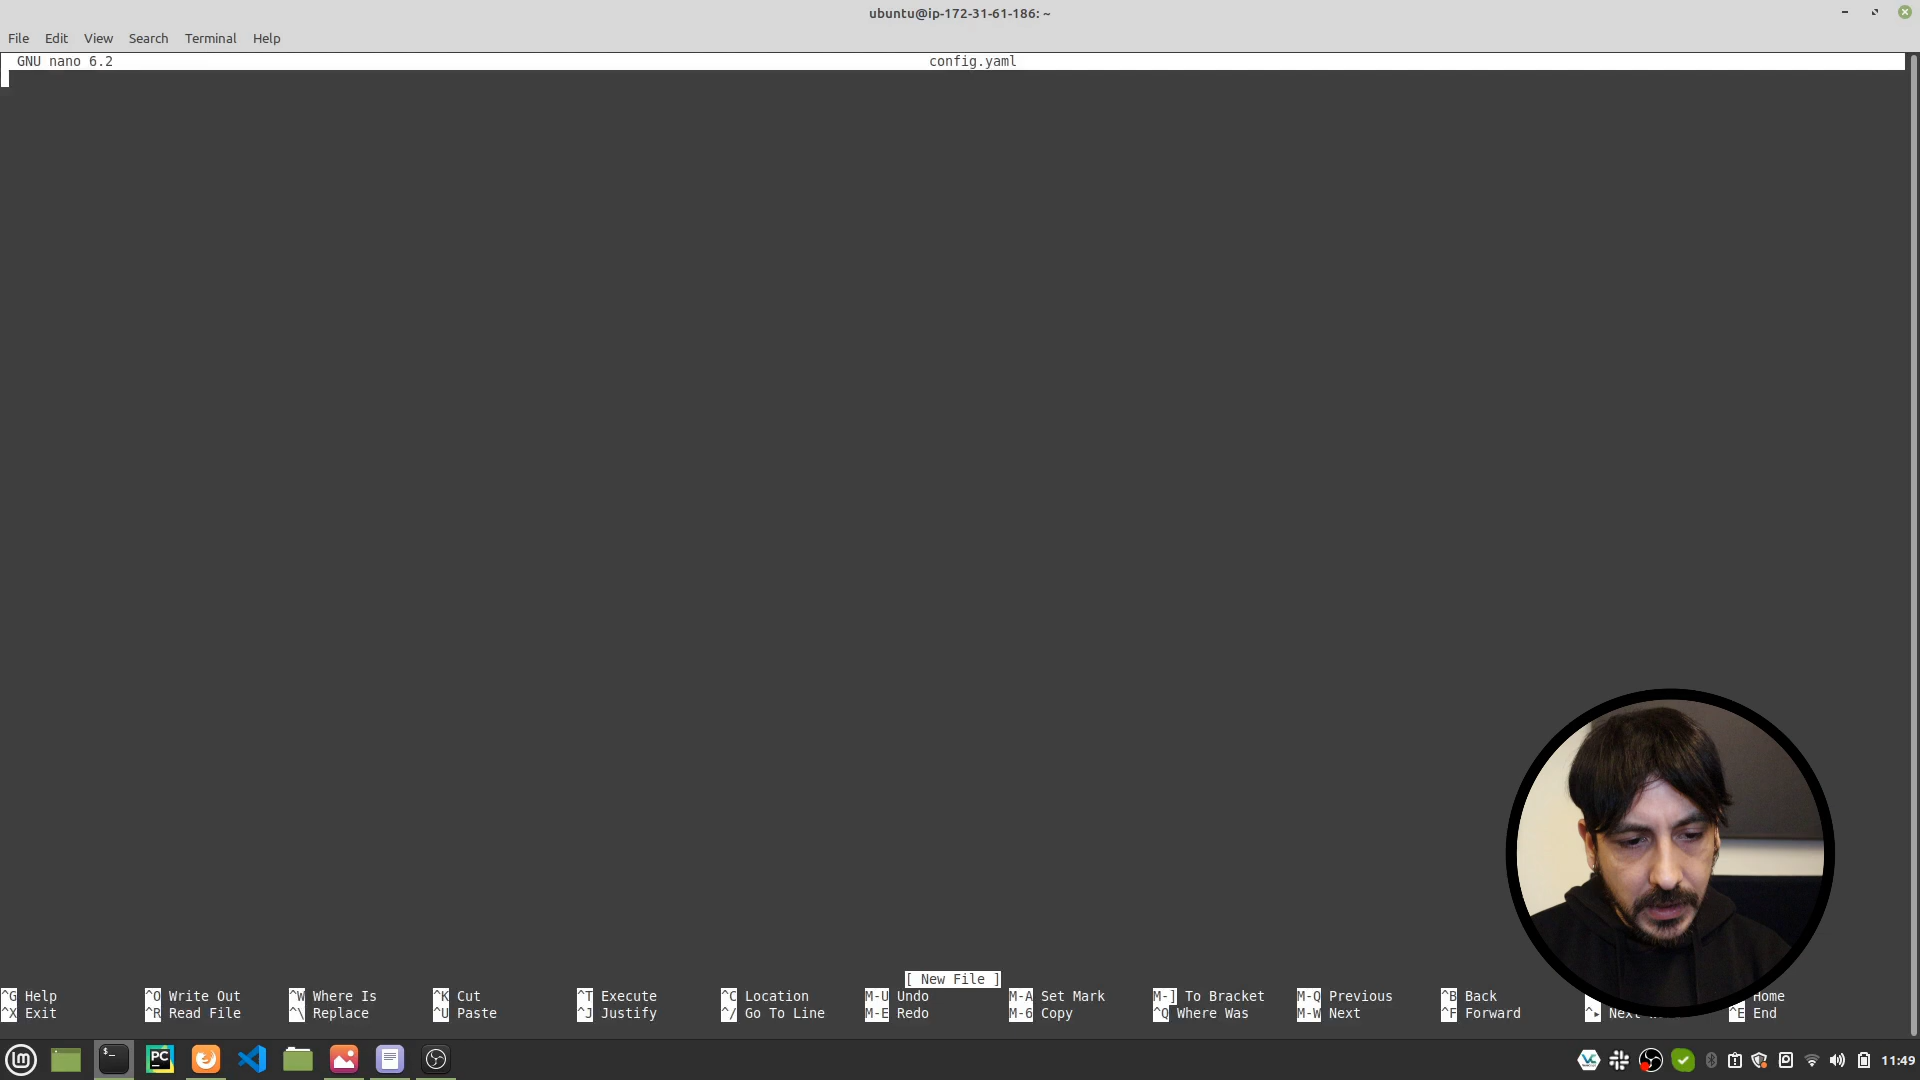 ubuntu@ip-172-31-61-186: ~
File Edit View Search Terminal Help
GNU nano 6.2 config.yaml
[ New File ]
^G Help ^O Write Out ^W Where Is ^K Cut ^T Execute ^C Location M-U Undo M-A Set Mark M-] To Bracket M-Q Previous ^B Back Home
^X Exit ^R Read File ^\ Replace ^U Paste ^J Justify ^/ Go To Line M-E Redo M-6 Copy ^Q Where Was M-W Next ^F Forward ^▸ Next ^E End
$_ PC 11:49